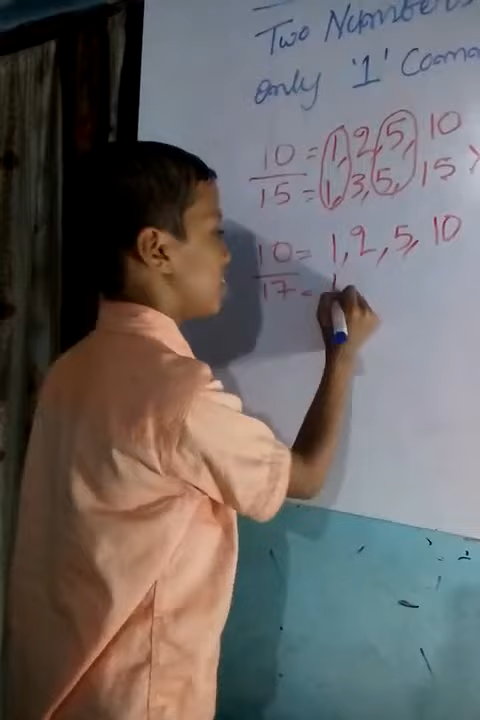 Two Numbers
only '1' Comm
10 = 1, 2, 5, 10
15 = 1, 3, 5, 15
10 = 1, 2, 5, 10
17 = 1